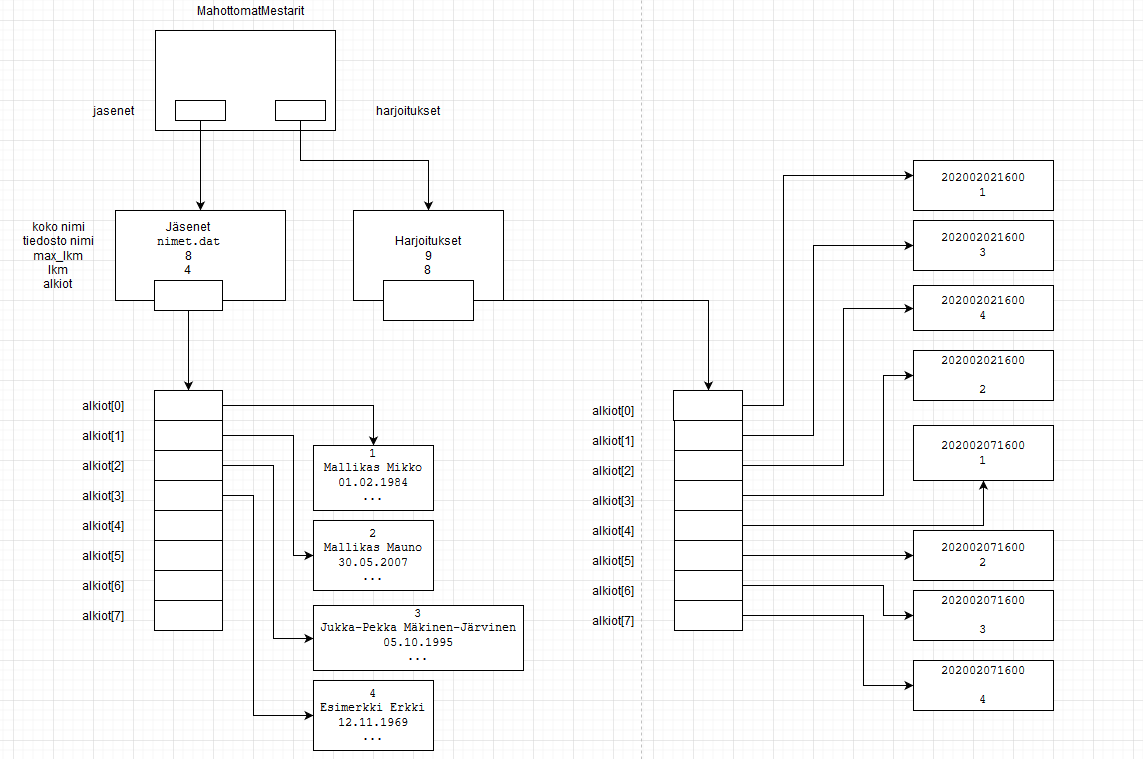 MahottomatMestarit
jasenet
harjoitukset
koko nimi
tiedosto nimi
max_lkm
lkm
alkiot
Jäsenet
nimet.dat
8
4
Harjoitukset
9
8
alkiot[0]
alkiot[1]
alkiot[2]
alkiot[3]
alkiot[4]
alkiot[5]
alkiot[6]
alkiot[7]
1
Mallikas Mikko
01.02.1984
...
2
Mallikas Mauno
30.05.2007
...
3
Jukka-Pekka Mäkinen-Järvinen
05.10.1995
...
4
Esimerkki Erkki
12.11.1969
...
alkiot[0]
alkiot[1]
alkiot[2]
alkiot[3]
alkiot[4]
alkiot[5]
alkiot[6]
alkiot[7]
202002021600
1
202002021600
3
202002021600
4
202002021600
2
202002071600
1
202002071600
2
202002071600
3
202002071600
4